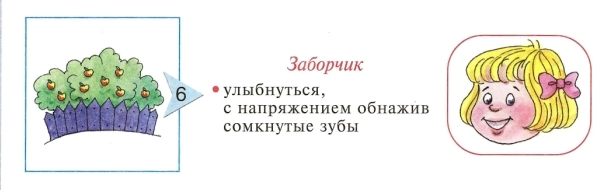 Заборчик
6
• улыбнуться,
с напряжением обнажив
сомкнутые зубы